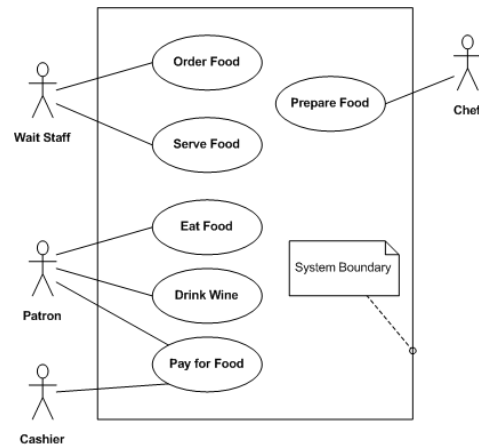 Order Food
Prepare Food
Chef
Wait Staff
Serve Food
Eat Food
System Boundary
Drink Wine
Patron
Pay for Food
Cashier